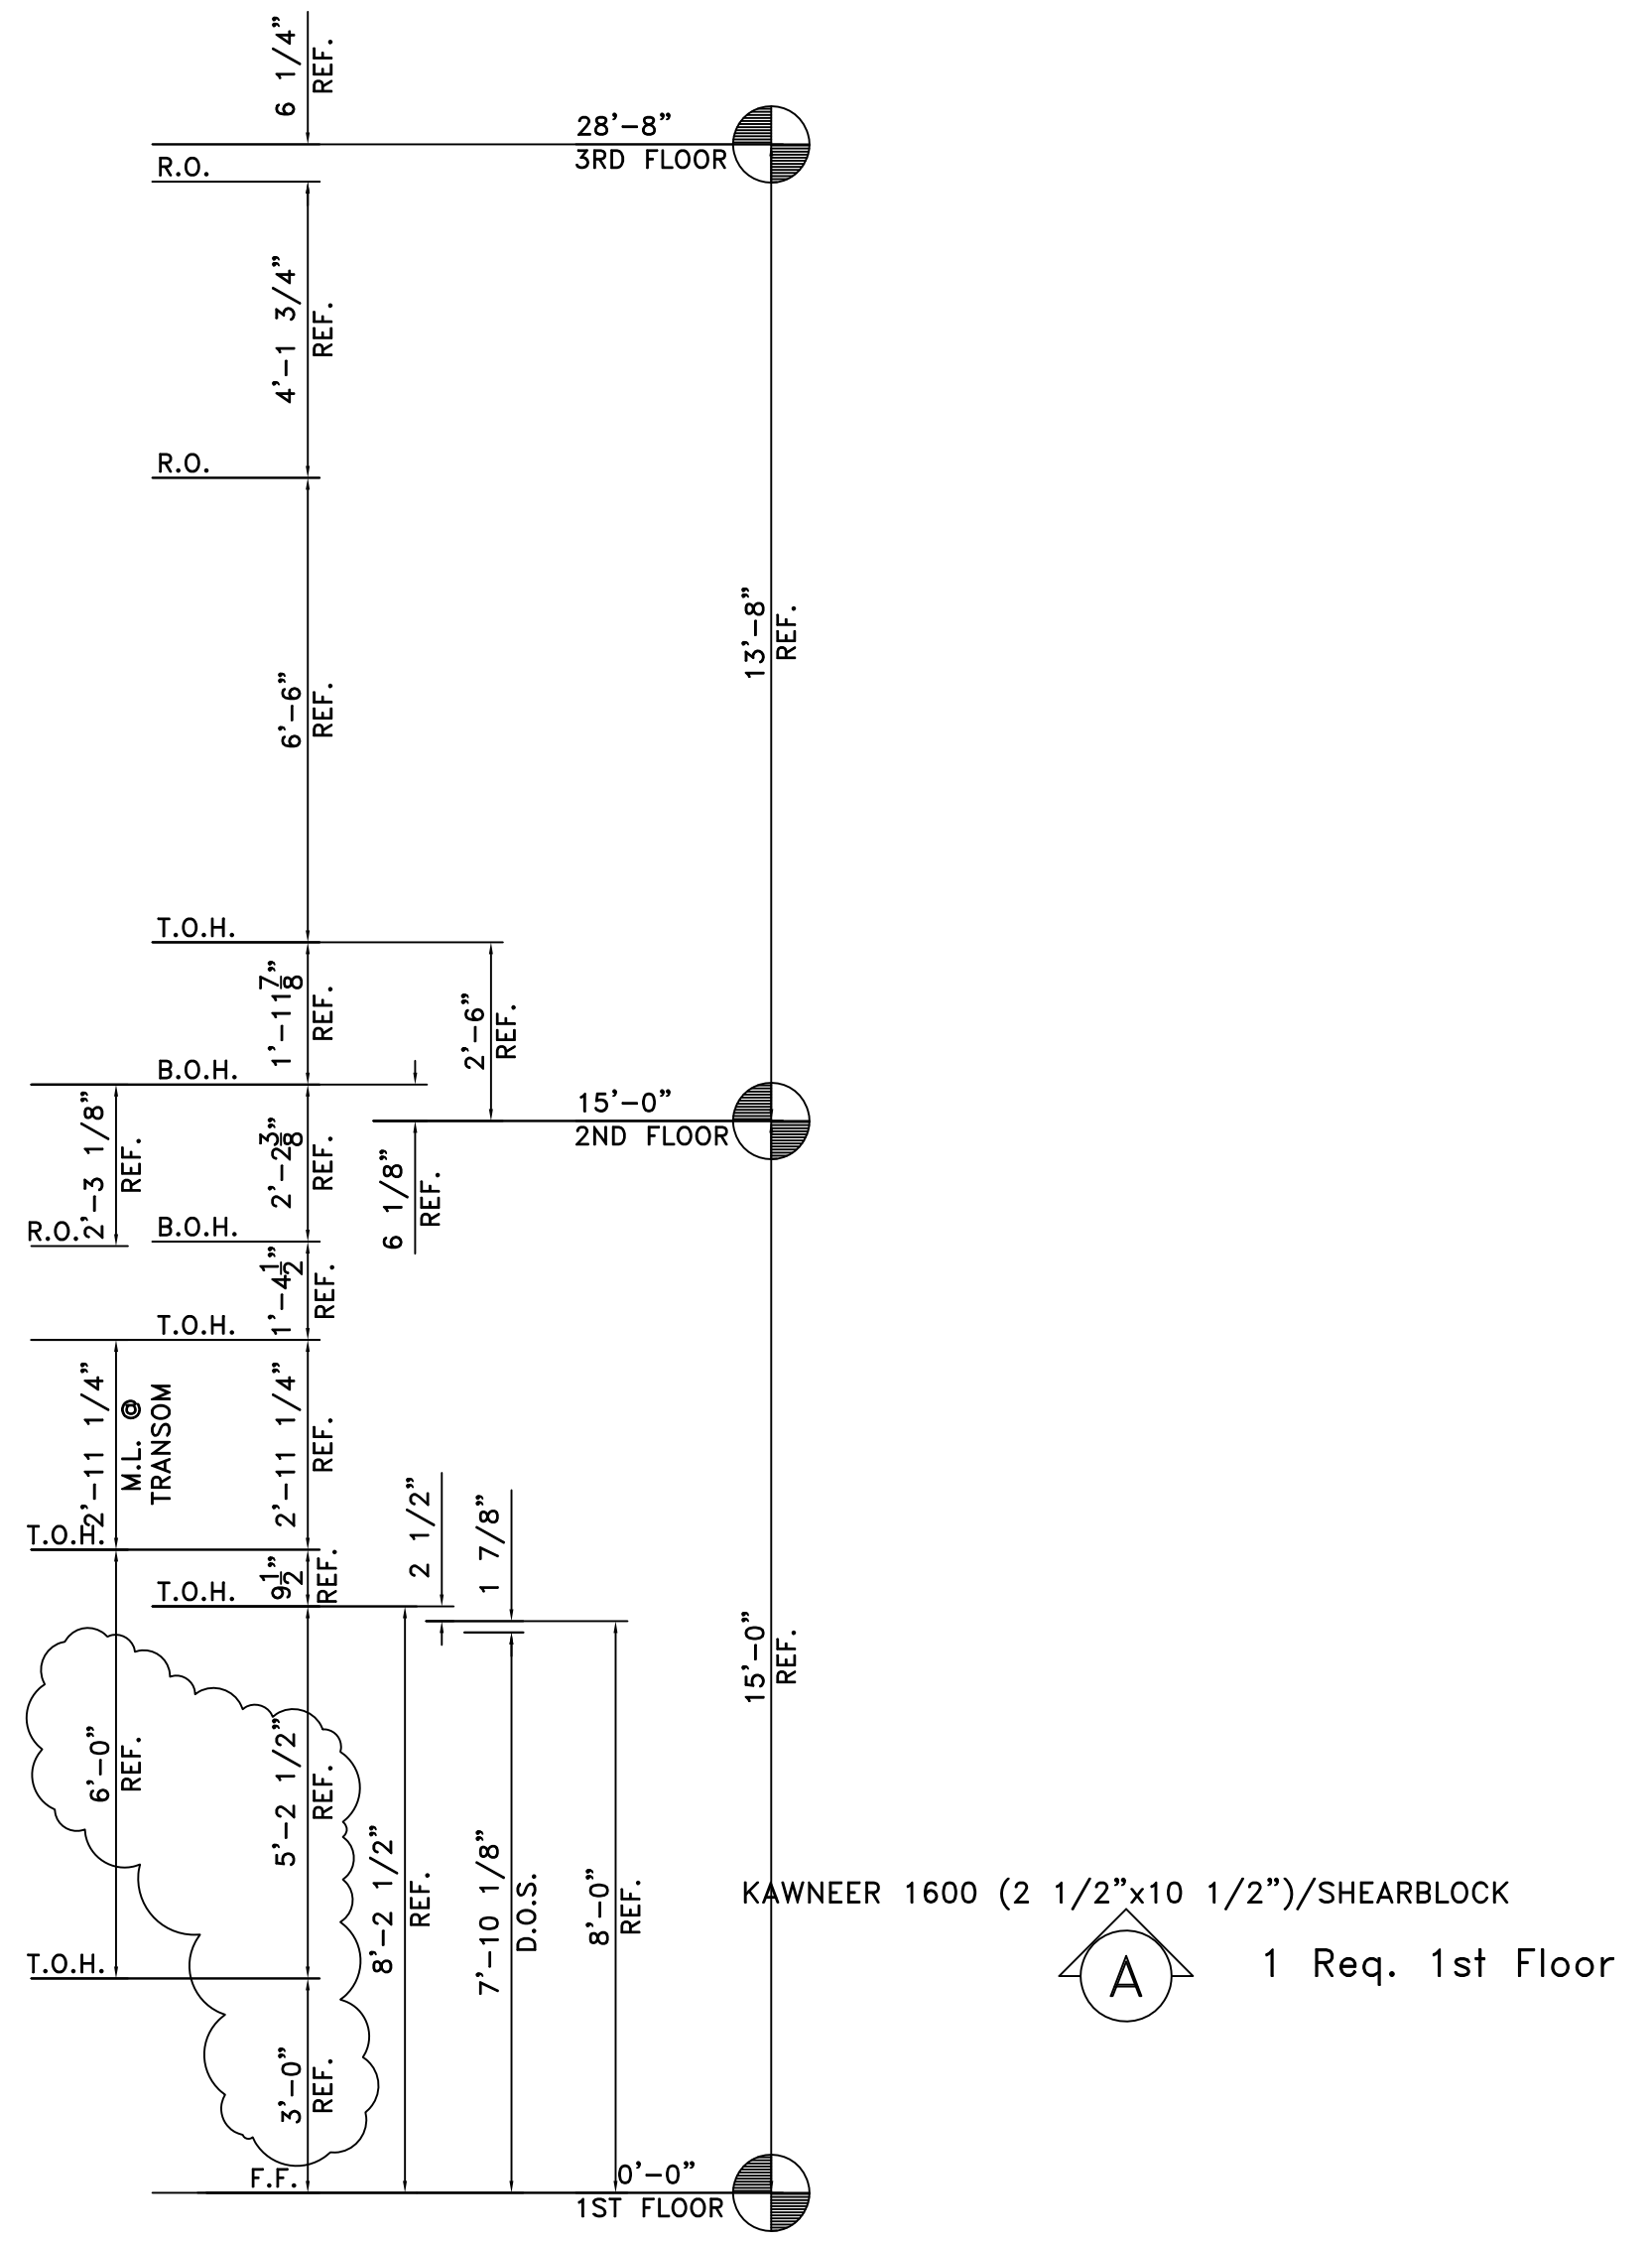 6 1/4”
REF.
28’–8”
3RD FLOOR
R.O.
4’–1 3/4”
REF.
R.O.
13’–8”
REF.
6’–6”
REF.
T.O.H.
1’–11 7/8”
REF.
2’–6”
REF.
B.O.H.
15’–0”
2ND FLOOR
2’–3 1/8”
REF.
2’–2 3/8”
REF.
6 1/8”
REF.
R.O.
B.O.H.
1’–4 1/2”
REF.
T.O.H.
2’–11 1/4”
M.L. @
TRANSOM
2’–11 1/4”
REF.
2 1/2”
1 7/8”
T.O.H.
9 1/2”
REF.
T.O.H.
15’–0”
REF.
6’–0”
REF.
5’–2 1/2”
REF.
8’–2 1/2”
REF.
7’–10 1/8”
D.O.S.
8’–0”
REF.
KAWNEER 1600 (2 1/2”x10 1/2”)/SHEARBLOCK
A
1 Req. 1st Floor
T.O.H.
3’–0”
REF.
F.F.
0’–0”
1ST FLOOR